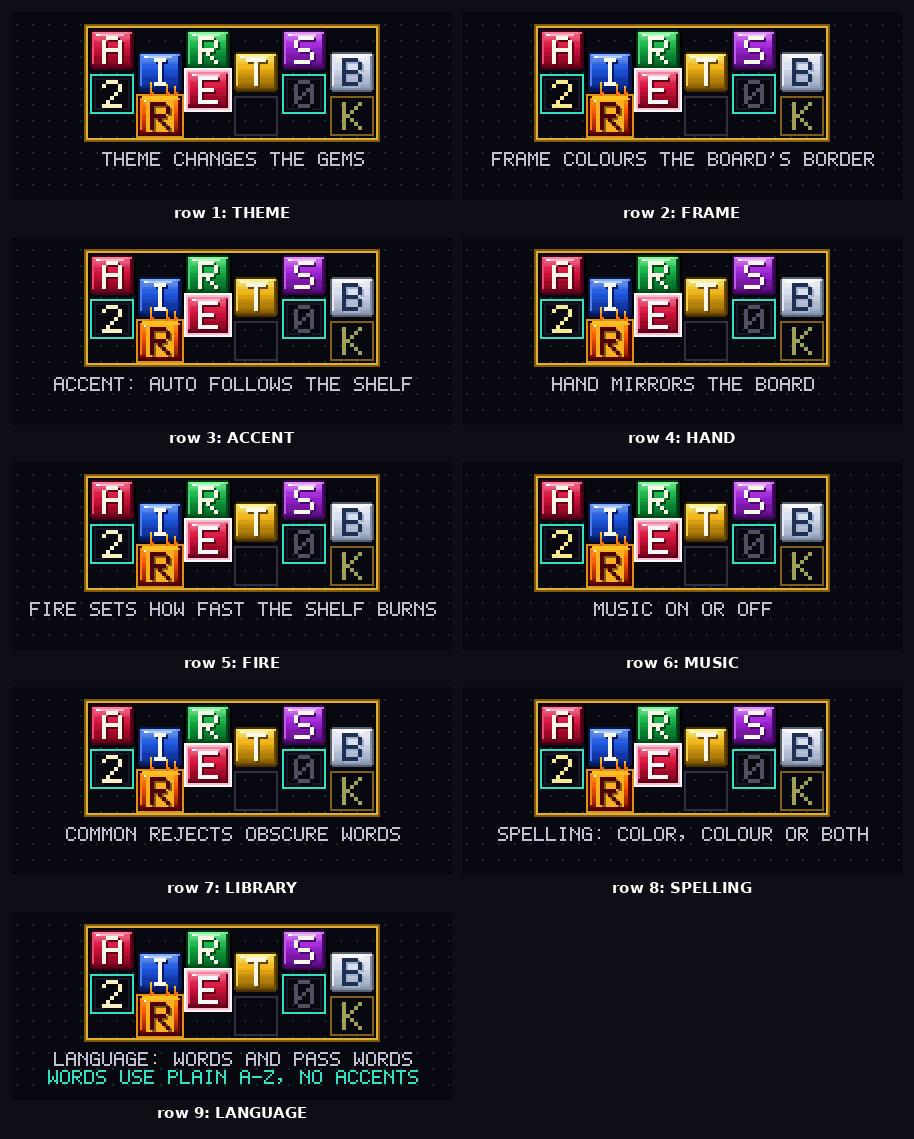 A R S A R S
I T B I T B
2 E 0 2 E 0
R K R K
THEME CHANGES THE GEMS FRAME COLOURS THE BOARD'S BORDER
row 1: THEME row 2: FRAME
A R S A R S
I T B I T B
2 E 0 2 E 0
R K R K
ACCENT: AUTO FOLLOWS THE SHELF HAND MIRRORS THE BOARD
row 3: ACCENT row 4: HAND
A R S A R S
I T B I T B
2 E 0 2 E 0
R K R K
FIRE SETS HOW FAST THE SHELF BURNS MUSIC ON OR OFF
row 5: FIRE row 6: MUSIC
A R S A R S
I T B I T B
2 E 0 2 E 0
R K R K
COMMON REJECTS OBSCURE WORDS SPELLING: COLOR, COLOUR OR BOTH
row 7: LIBRARY row 8: SPELLING
A R S
I T B
2 E 0
R K
LANGUAGE: WORDS AND PASS WORDS
WORDS USE PLAIN A-Z, NO ACCENTS
row 9: LANGUAGE